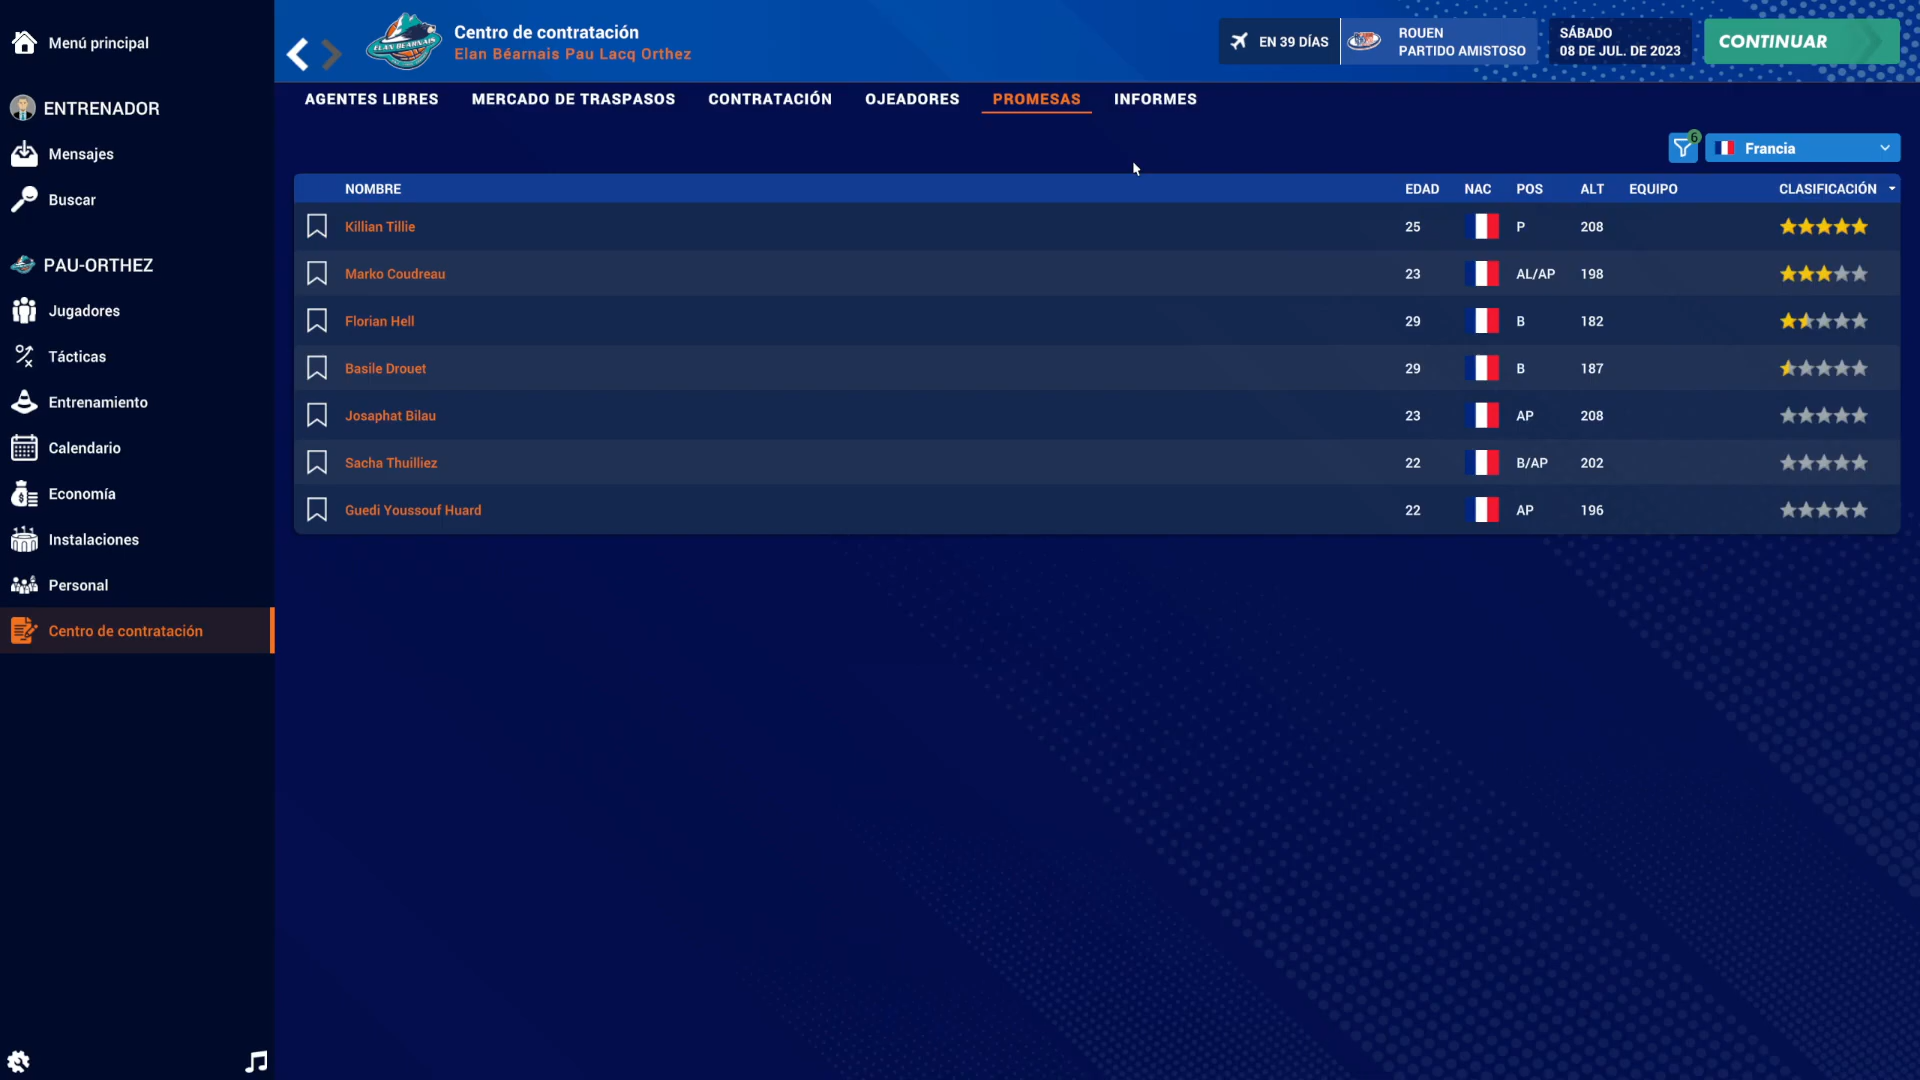 Menú principal
ENTRENADOR
Mensajes
Buscar
PAU-ORTHEZ
Jugadores
Tácticas
Entrenamiento
Calendario
Economía
Instalaciones
Personal
Centro de contratación
ELAN BÉARNAIS
Centro de contratación
Elan Béarnais Pau Lacq Orthez
EN 39 DÍAS
ROUEN
PARTIDO AMISTOSO
SÁBADO
08 DE JUL. DE 2023
CONTINUAR
AGENTES LIBRES MERCADO DE TRASPASOS CONTRATACIÓN OJEADORES PROMESAS INFORMES
6
Francia
NOMBRE EDAD NAC POS ALT EQUIPO CLASIFICACIÓN
Killian Tillie 25 P 208
Marko Coudreau 23 AL/AP 198
Florian Hell 29 B 182
Basile Drouet 29 B 187
Josaphat Bilau 23 AP 208
Sacha Thuilliez 22 B/AP 202
Guedi Youssouf Huard 22 AP 196